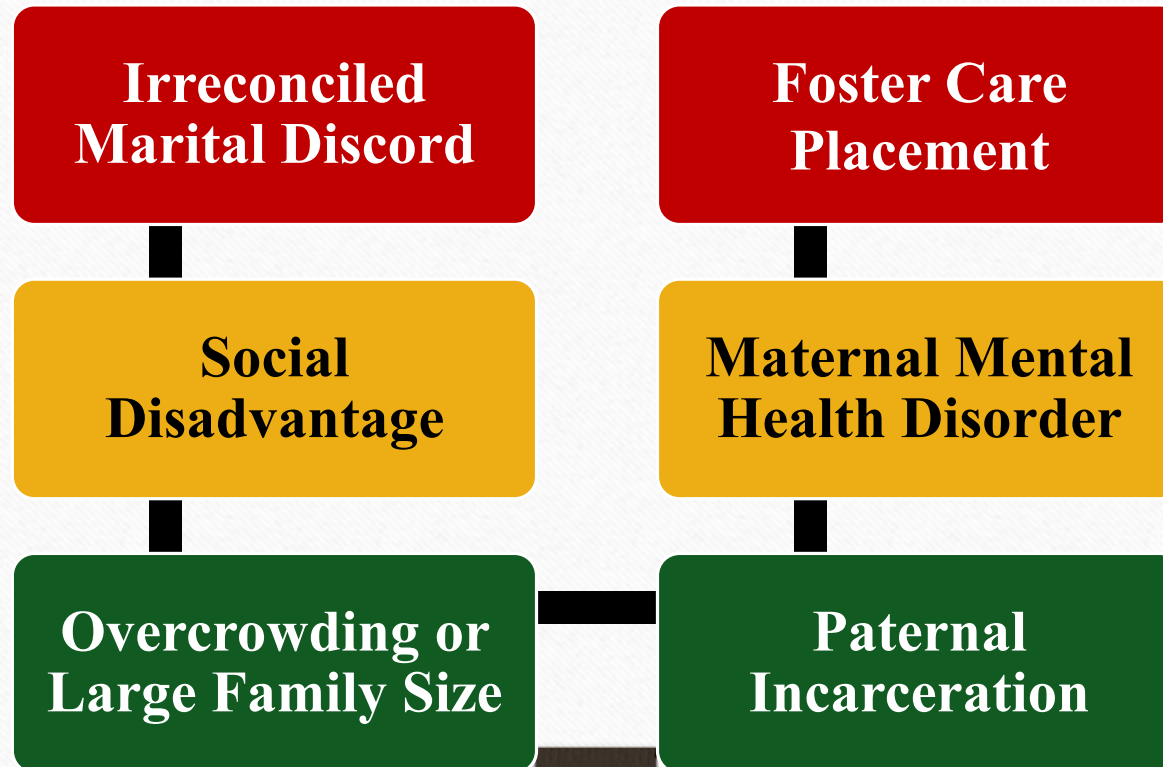 Irreconciled
Marital Discord
Social
Disadvantage
Overcrowding or
Large Family Size
Paternal
Incarceration
Maternal Mental
Health Disorder
Foster Care
Placement